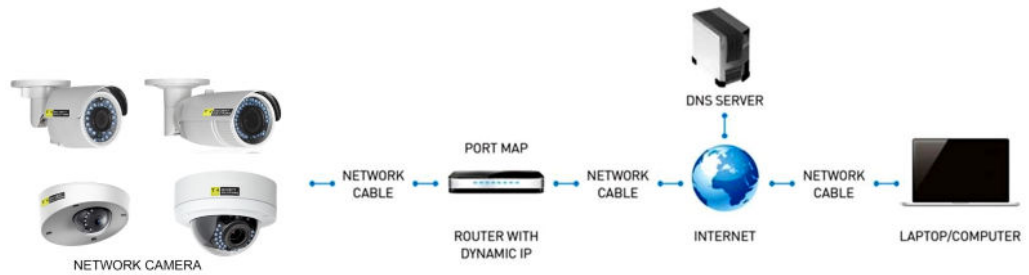 DNS SERVER
PORT MAP
NETWORK
CABLE
NETWORK
CABLE
NETWORK
CABLE
ROUTER WITH
DYNAMIC IP
INTERNET
LAPTOP/COMPUTER
NETWORK CAMERA